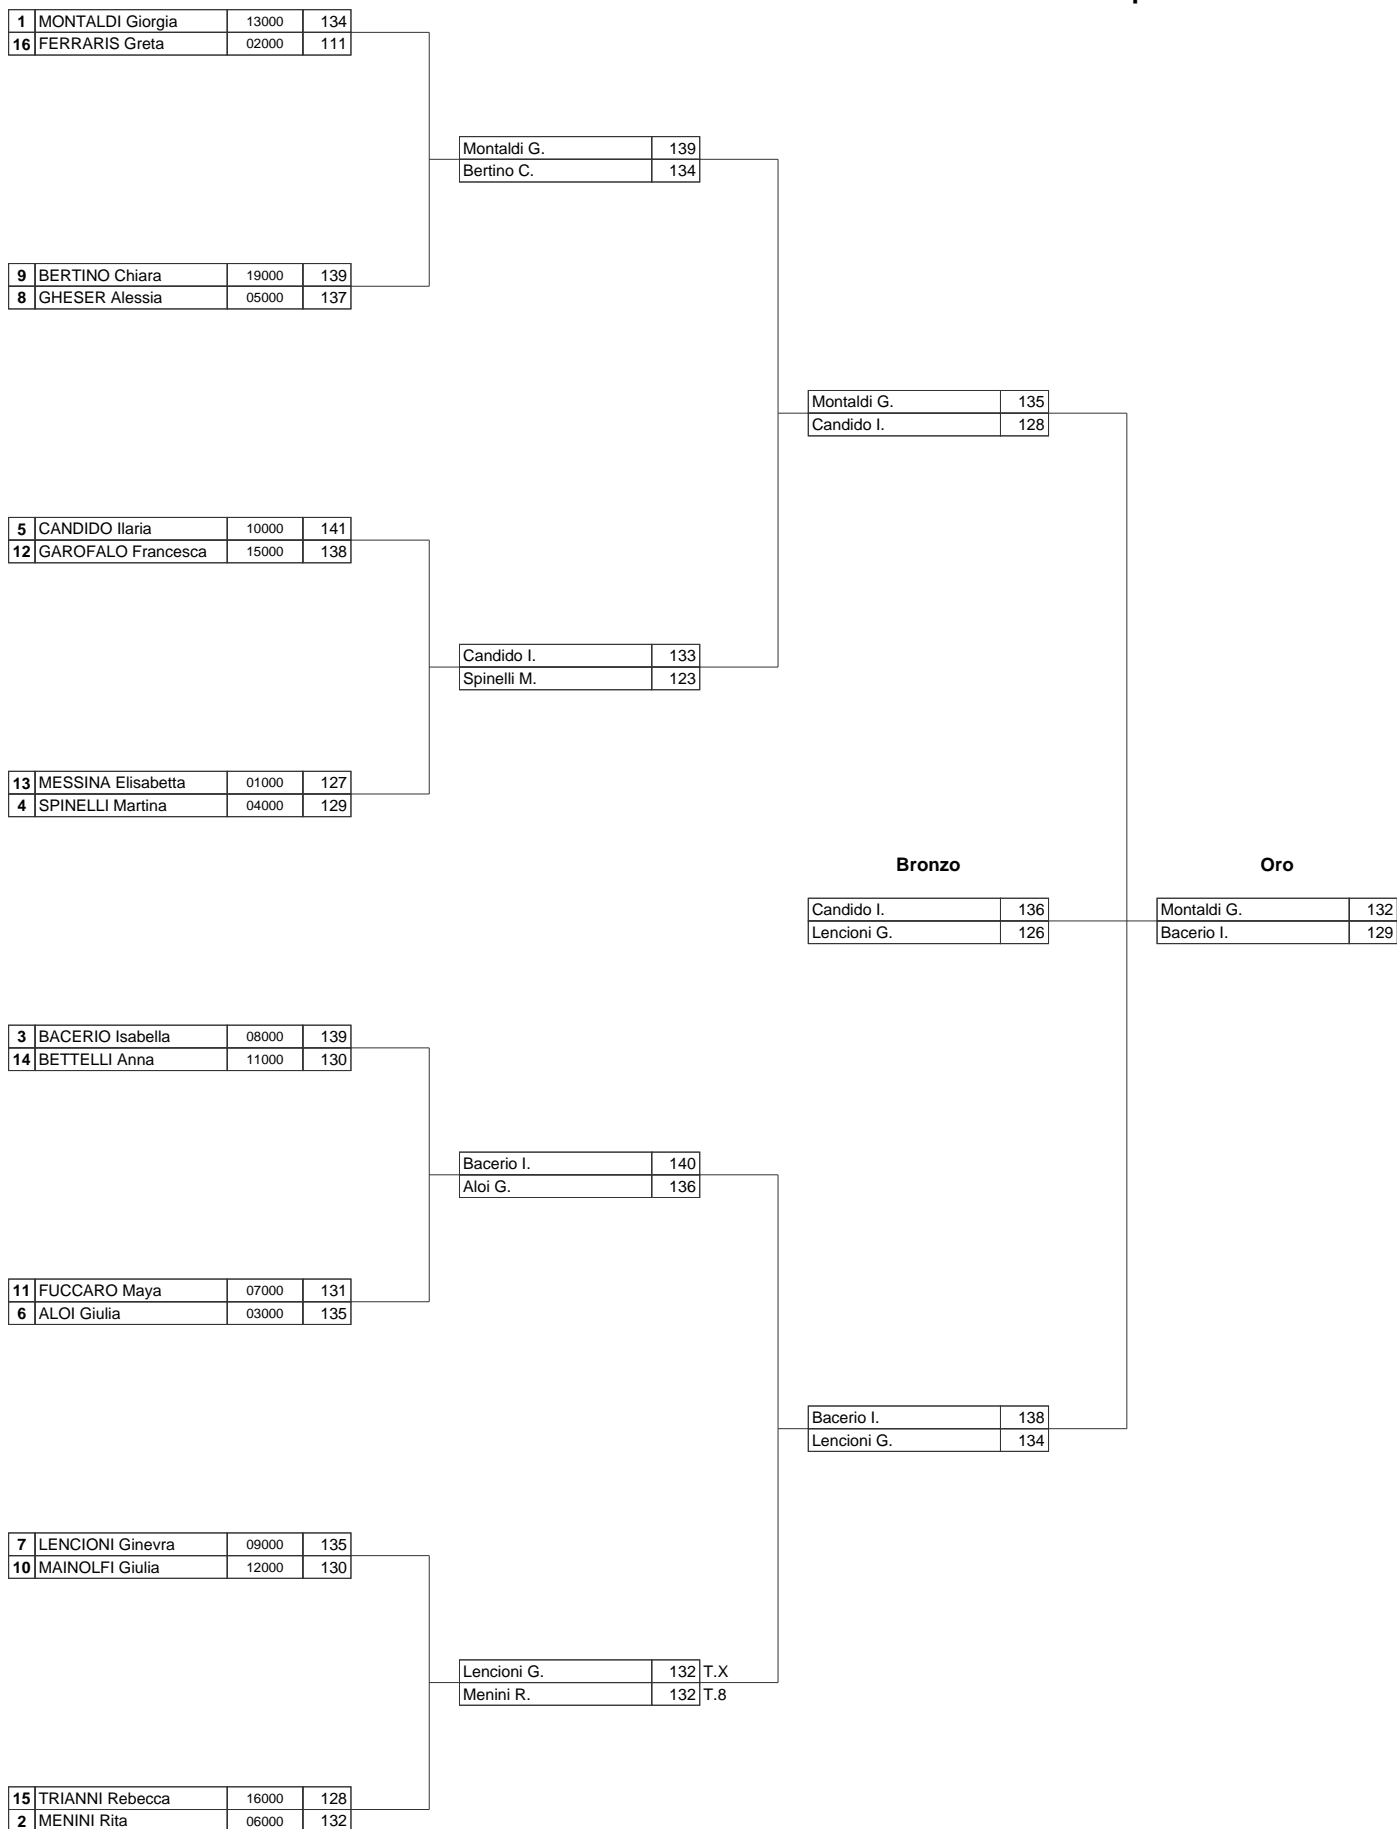 1 MONTALDI Giorgia 13000 134
16 FERRARIS Greta 02000 111
Montaldi G. 139
Bertino C. 134
9 BERTINO Chiara 19000 139
8 GHESER Alessia 05000 137
Montaldi G. 135
Candido I. 128
5 CANDIDO Ilaria 10000 141
12 GAROFALO Francesca 15000 138
Candido I. 133
Spinelli M. 123
13 MESSINA Elisabetta 01000 127
4 SPINELLI Martina 04000 129
Bronzo Oro
Candido I. 136 Montaldi G. 132
Lencioni G. 126 Bacerio I. 129
3 BACERIO Isabella 08000 139
14 BETTELLI Anna 11000 130
Bacerio I. 140
Aloi G. 136
11 FUCCARO Maya 07000 131
6 ALOI Giulia 03000 135
Bacerio I. 138
Lencioni G. 134
7 LENCIONI Ginevra 09000 135
10 MAINOLFI Giulia 12000 130
Lencioni G. 132 T.X
Menini R. 132 T.8
15 TRIANNI Rebecca 16000 128
2 MENINI Rita 06000 132